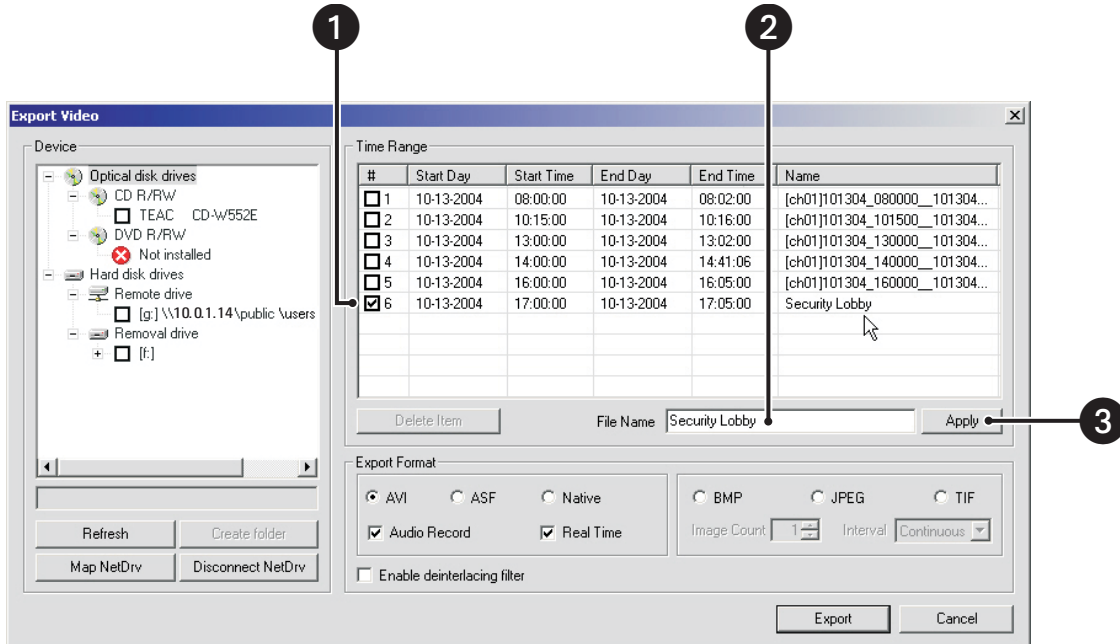 1
2
Export Video
Device
Optical disk drives
CD R/RW
TEAC CD-W552E
DVD R/RW
Not installed
Hard disk drives
Remote drive
[g:] \\10.0.1.14\public \users
Removal drive
[f:]
Refresh
Create folder
Map NetDrv
Disconnect NetDrv
Time Range
# Start Day Start Time End Day End Time Name
1 10-13-2004 08:00:00 10-13-2004 08:02:00 [ch01]101304_080000__101304...
2 10-13-2004 10:15:00 10-13-2004 10:16:00 [ch01]101304_101500__101304...
3 10-13-2004 13:00:00 10-13-2004 13:02:00 [ch01]101304_130000__101304...
4 10-13-2004 14:00:00 10-13-2004 14:41:06 [ch01]101304_140000__101304...
5 10-13-2004 16:00:00 10-13-2004 16:05:00 [ch01]101304_160000__101304...
6 10-13-2004 17:00:00 10-13-2004 17:05:00 Security Lobby
Delete Item
File Name Security Lobby
Apply
3
Export Format
AVI ASF Native
Audio Record Real Time
BMP JPEG TIF
Image Count 1 Interval Continuous
Enable deinterlacing filter
Export
Cancel